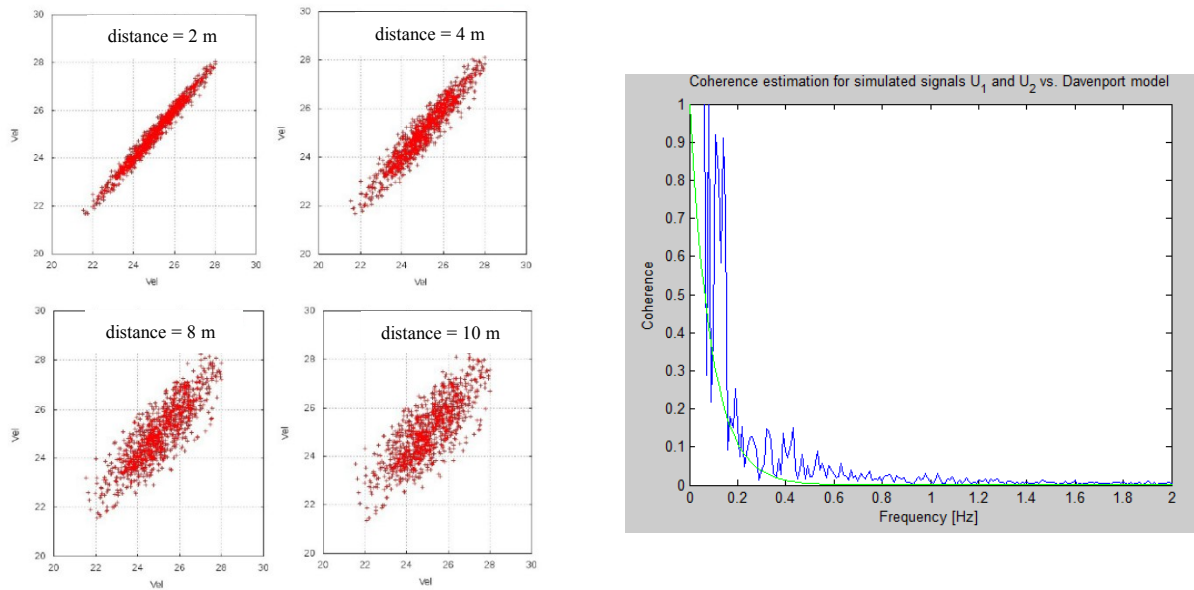 distance = 2 m
30
28
26
24
22
20
Vel
20 22 24 26 28 30
Vel
distance = 4 m
30
28
26
24
22
20
Vel
20 22 24 26 28 30
Vel
distance = 8 m
30
28
26
24
22
20
Vel
20 22 24 26 28 30
Vel
distance = 10 m
30
28
26
24
22
20
Vel
20 22 24 26 28 30
Vel
Coherence estimation for simulated signals U1 and U2 vs. Davenport model
1
0.9
0.8
0.7
0.6
0.5
0.4
0.3
0.2
0.1
0
Coherence
0 0.2 0.4 0.6 0.8 1 1.2 1.4 1.6 1.8 2
Frequency [Hz]